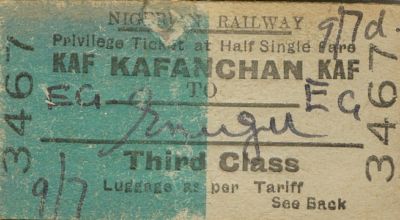 NIGERIAN RAILWAY
9/7d.
Privilege Ticket at Half Single Fare
KAF KAFANCHAN KAF
TO
EG EG
Enugu
Third Class
9/7
Luggage as per Tariff
See Back
3467
3467